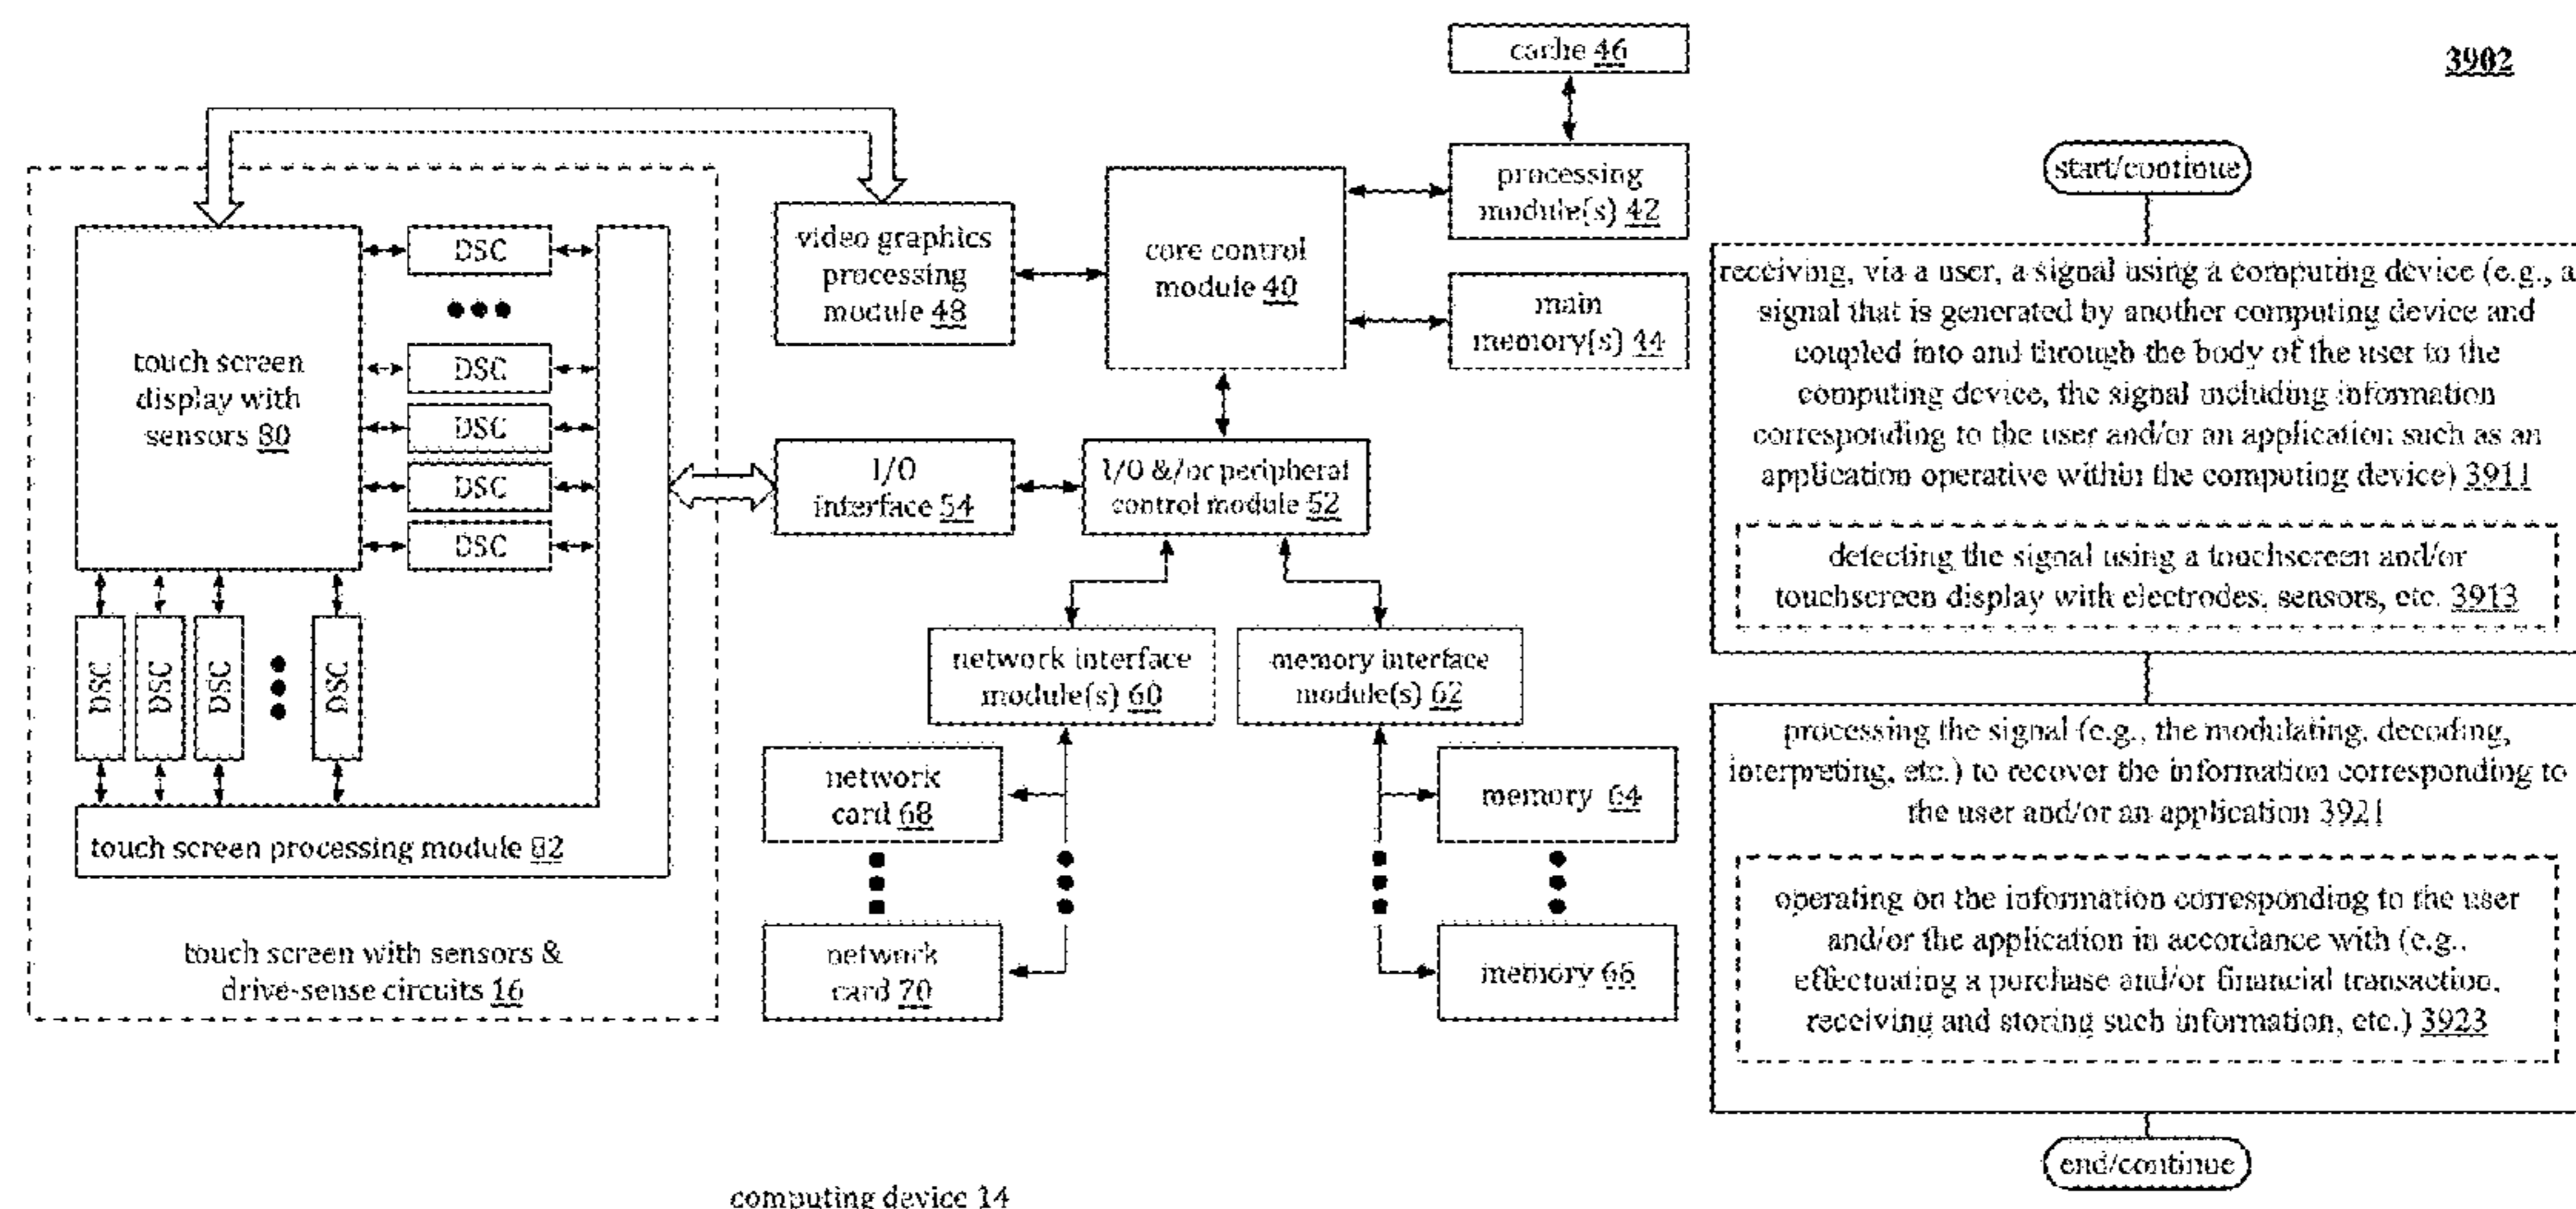 cache 46
3902
processing
module(s) 42
start/continue
core control
module 40
video graphics
processing
module 48
main
memory(s) 44
touch screen
display with
sensors 80
DSC
DSC
DSC
DSC
DSC
I/O
interface 54
I/O &/or peripheral
control module 52
DSC
DSC
DSC
DSC
touch screen processing module 82
touch screen with sensors &
drive-sense circuits 16
network interface
module(s) 60
memory interface
module(s) 62
network
card 68
memory 64
network
card 70
memory 66
computing device 14
receiving, via a user, a signal using a computing device (e.g., a
signal that is generated by another computing device and
coupled into and through the body of the user to the
computing device, the signal including information
corresponding to the user and/or an application such as an
application operative within the computing device) 3911
detecting the signal using a touchscreen and/or
touchscreen display with electrodes, sensors, etc. 3913
processing the signal (e.g., the modulating, decoding,
interpreting, etc.) to recover the information corresponding to
the user and/or an application 3921
operating on the information corresponding to the user
and/or the application in accordance with (e.g.,
effectuating a purchase and/or financial transaction,
receiving and storing such information, etc.) 3923
end/continue